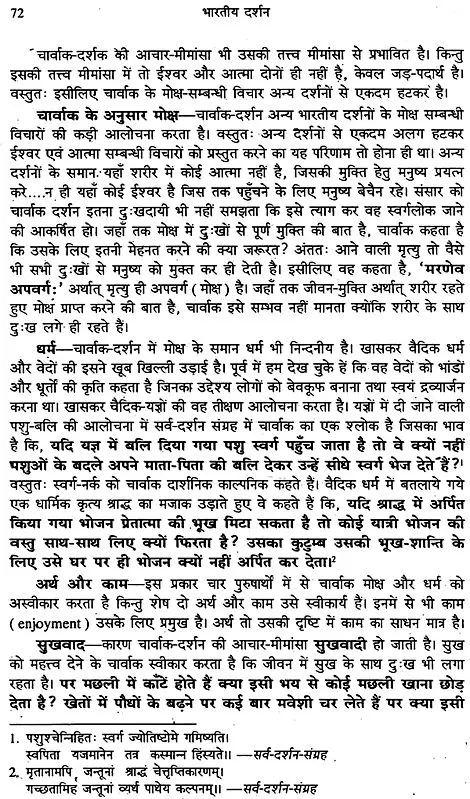 72
भारतीय दर्शन
चार्वाक-दर्शक की आचार-मीमांसा भी उसकी तत्त्व मीमांसा से प्रभावित है। किन्तु
इसकी तत्त्व मीमांसा में तो ईश्वर और आत्मा दोनों ही नहीं है, केवल जड़-पदार्थ है।
वस्तुतः इसीलिए चार्वाक के मोक्ष-सम्बन्धी विचार अन्य दर्शनों से एकदम हटकर है।
चार्वाक के अनुसार मोक्ष—चार्वाक-दर्शन अन्य भारतीय दर्शनों के मोक्ष सम्बन्धी
विचारों की कड़ी आलोचना करता है। वस्तुतः अन्य दर्शनों से एकदम अलग हटकर
ईश्वर एवं आत्मा सम्बन्धी विचारों को प्रस्तुत करने का यह परिणाम तो होना ही था। अन्य
दर्शनों के समान यहाँ शरीर में कोई आत्मा नहीं है, जिसकी मुक्ति हेतु मनुष्य प्रयत्न
करे....न ही यहाँ कोई ईश्वर है जिस तक पहुँचने के लिए मनुष्य बेचैन रहे। संसार को
चार्वाक दर्शन इतना दुःखदायी भी नहीं समझता कि इसे त्याग कर वह स्वर्गलोक जाने
की आकर्षित हो। जहाँ तक मोक्ष में दुःखों से पूर्ण मुक्ति की बात है, चार्वाक कहता है
कि उसके लिए इतनी मेहनत करने की क्या जरूरत? अंततः आने वाली मृत्यु तो वैसे
भी सभी दुःखों से मनुष्य को मुक्त कर ही देती है। इसीलिए वह कहता है, 'मरणेव
अपवर्गः' अर्थात् मृत्यु ही अपवर्ग (मोक्ष) है। जहाँ तक जीवन-मुक्ति अर्थात् शरीर रखते
हुए मोक्ष प्राप्त करने की बात है, चार्वाक इसे सम्भव नहीं मानता क्योंकि शरीर के साथ
दुःख लगे ही रहते हैं।
धर्म—चार्वाक-दर्शन में मोक्ष के समान धर्म भी निन्दनीय है। खासकर वैदिक धर्म
और वेदों की इसने खूब खिल्ली उड़ाई है। पूर्व में हम देख चुके हैं कि वह वेदों को भांडों
और धूर्तों की कृति कहता है जिनका उद्देश्य लोगों को बेवकूफ बनाना तथा स्वयं द्रव्यार्जन
करना था। खासकर वैदिक-यज्ञों की वह तीक्षण आलोचना करता है। यज्ञों में दी जाने वाली
पशु-बलि की आलोचना में सर्व-दर्शन संग्रह में चार्वाक का एक श्लोक है जिसका भाव
है कि, यदि यज्ञ में बलि दिया गया पशु स्वर्ग पहुँच जाता है तो वे क्यों नहीं
पशुओं के बदले अपने माता-पिता की बलि देकर उन्हें सीधे स्वर्ग भेज देते हैं?¹
वस्तुतः स्वर्ग-नर्क को चार्वाक दार्शनिक काल्पनिक कहते हैं। वैदिक धर्म में बतलाये गये
एक धार्मिक कृत्य श्राद्ध का मजाक उड़ाते हुए वे कहते हैं कि, यदि श्राद्ध में अर्पित
किया गया भोजन प्रेतात्मा की भूख मिटा सकता है तो कोई यात्री भोजन की
वस्तु साथ-साथ लिए क्यों फिरता है? उसका कुटुम्ब उसकी भूख-शान्ति के
लिए उसे घर पर ही भोजन क्यों नहीं अर्पित कर देता।²
अर्थ और काम—इस प्रकार चार पुरुषार्थों में से चार्वाक मोक्ष और धर्म को
अस्वीकार करता है किन्तु शेष दो अर्थ और काम उसे स्वीकार्य हैं। इनमें से भी काम
(enjoyment) उसके लिए प्रमुख है। अर्थ तो उसकी दृष्टि में काम का साधन मात्र है।
सुखवाद— कारण चार्वाक-दर्शन की आचार-मीमांसा सुखवादी हो जाती है। सुख
को महत्त्व देने के चार्वाक स्वीकार करता है कि जीवन में सुख के साथ दुःख भी लगा
रहता है। पर मछली में काँटे होते हैं क्या इसी भय से कोई मछली खाना छोड़
देता है? खेतों में पौधों के बढ़ने पर कई बार मवेशी चर लेते हैं पर क्या इसी
1. पशुश्चेन्निहितः स्वर्ग ज्योतिष्टोमे गमिष्यति।
स्वपिता यजमानेन तत्र कस्मान्न हिंस्यते।। —सर्व-दर्शन-संग्रह
2. मृतानामपि जन्तूनां श्राद्धं चेत्तृप्तिकारणम्।
गच्छतामिह जन्तूनां व्यर्थ पाथेय कल्पनम्।। —सर्व-दर्शन-संग्रह